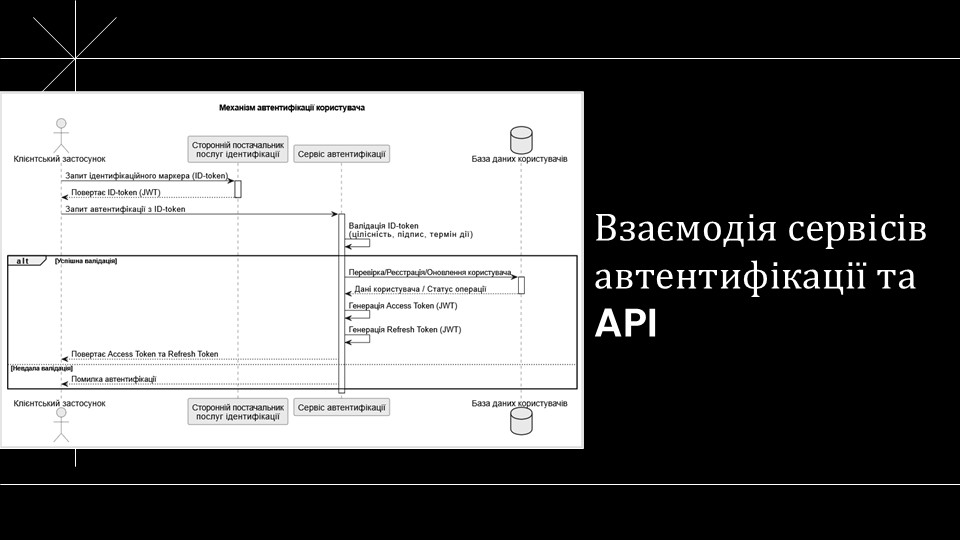 Механізм автентифікації користувача
Клієнтський застосунок
Сторонній постачальник
послуг ідентифікації
Сервіс автентифікації
База даних користувачів
Запит ідентифікаційного маркера (ID-token)
Повертає ID-token (JWT)
Запит автентифікації з ID-token
Валідація ID-token
(цілісність, підпис, термін дії)
alt
[Успішна валідація]
Перевірка/Реєстрація/Оновлення користувача
Дані користувача / Статус операції
Генерація Access Token (JWT)
Генерація Refresh Token (JWT)
Повертає Access Token та Refresh Token
[Невдала валідація]
Помилка автентифікації
Клієнтський застосунок
Сторонній постачальник
послуг ідентифікації
Сервіс автентифікації
База даних користувачів
Взаємодія сервісів
автентифікації та
API